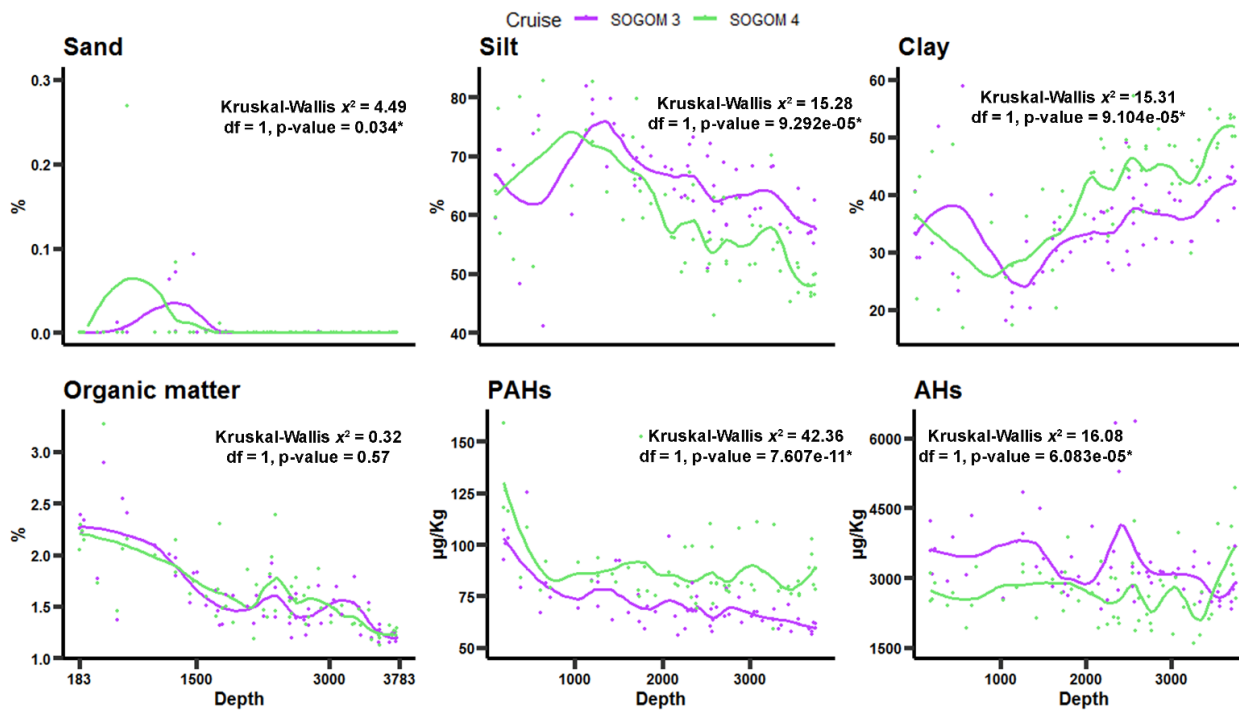 Cruise SOGOM 3 SOGOM 4
Sand
Kruskal-Wallis x² = 4.49
df = 1, p-value = 0.034*
0.3
0.2
0.1
0.0
%
Silt
Kruskal-Wallis x² = 15.28
df = 1, p-value = 9.292e-05*
80
70
60
50
40
%
Clay
Kruskal-Wallis x² = 15.31
df = 1, p-value = 9.104e-05*
60
50
40
30
20
%
Organic matter
Kruskal-Wallis x² = 0.32
df = 1, p-value = 0.57
3.0
2.5
2.0
1.5
1.0
%
183 1500 3000 3783
Depth
PAHs
Kruskal-Wallis x² = 42.36
df = 1, p-value = 7.607e-11*
150
125
100
75
50
µg/Kg
1000 2000 3000
Depth
AHs
Kruskal-Wallis x² = 16.08
df = 1, p-value = 6.083e-05*
6000
4500
3000
1500
µg/Kg
1000 2000 3000
Depth